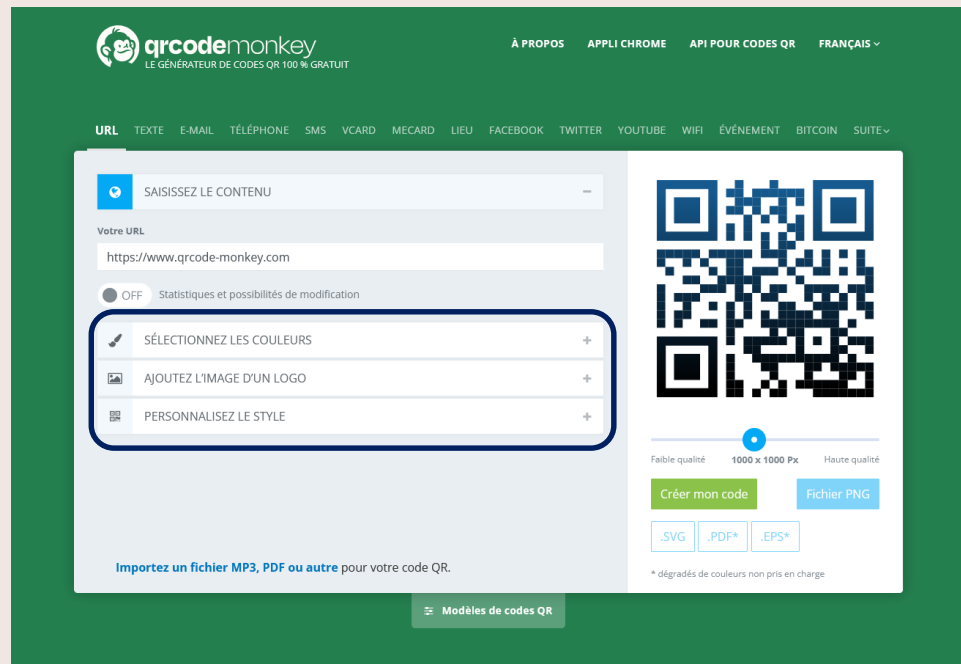 qrcodemonkey
LE GÉNÉRATEUR DE CODES QR 100 % GRATUIT
À PROPOS APPLI CHROME API POUR CODES QR FRANÇAIS
URL TEXTE E-MAIL TÉLÉPHONE SMS VCARD MECARD LIEU FACEBOOK TWITTER YOUTUBE WIFI ÉVÉNEMENT BITCOIN SUITE
SAISISSEZ LE CONTENU
Votre URL
https://www.qrcode-monkey.com
OFF Statistiques et possibilités de modification
SÉLECTIONNEZ LES COULEURS
AJOUTEZ L'IMAGE D'UN LOGO
PERSONNALISEZ LE STYLE
Importez un fichier MP3, PDF ou autre pour votre code QR.
Faible qualité 1000 x 1000 Px Haute qualité
Créer mon code Fichier PNG
.SVG .PDF* .EPS*
* dégradés de couleurs non pris en charge
Modèles de codes QR